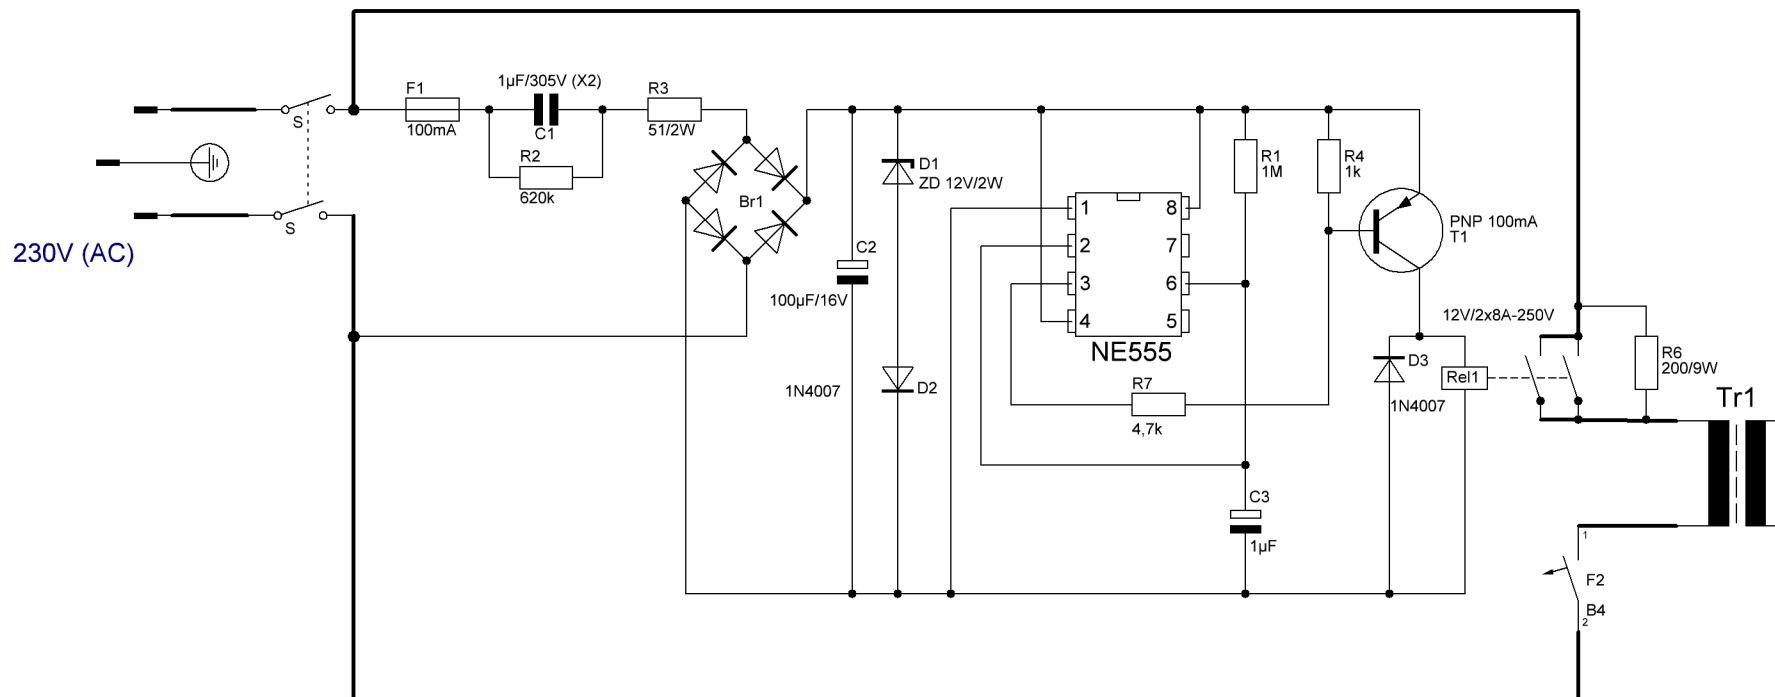 230V (AC)
S
S
F1
100mA
1µF/305V (X2)
C1
R2
620k
R3
51/2W
Br1
C2
100µF/16V
D1
ZD 12V/2W
1N4007
D2
1
2
3
4
8
7
6
5
NE555
R7
4,7k
R1
1M
R4
1k
C3
1µF
PNP 100mA
T1
D3
1N4007
12V/2x8A-250V
Rel1
R6
200/9W
Tr1
1
F2
B4
2